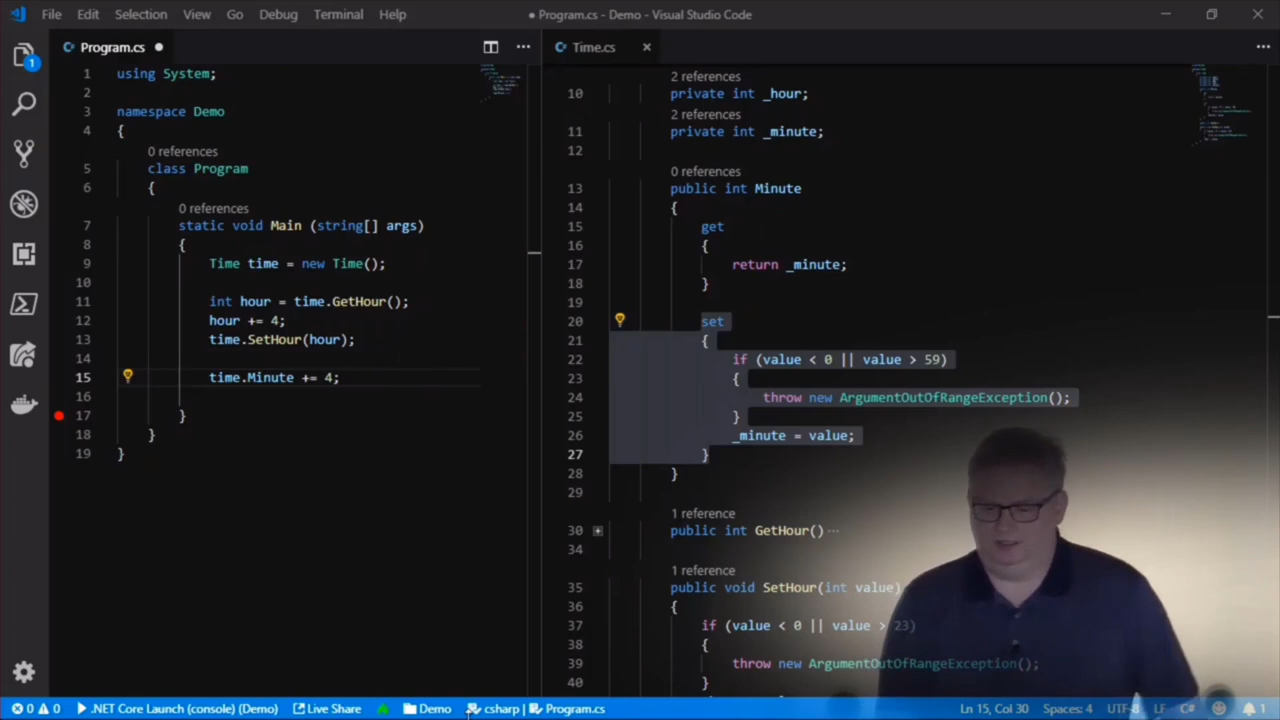 File Edit Selection View Go Debug Terminal Help
● Program.cs - Demo - Visual Studio Code
1
Program.cs ●
1 using System;
2
3 namespace Demo
4 {
0 references
5 class Program
6 {
0 references
7 static void Main (string[] args)
8 {
9 Time time = new Time();
10
11 int hour = time.GetHour();
12 hour += 4;
13 time.SetHour(hour);
14
15 time.Minute += 4;
16
17 }
18 }
19 }
Time.cs
2 references
10 private int _hour;
2 references
11 private int _minute;
12
0 references
13 public int Minute
14 {
15 get
16 {
17 return _minute;
18 }
19
20 set
21 {
22 if (value < 0 || value > 59)
23 {
24 throw new ArgumentOutOfRangeException();
25 }
26 _minute = value;
27 }
28 }
29
1 reference
30 public int GetHour() ...
34
1 reference
35 public void SetHour(int value)
36 {
37 if (value < 0 || value > 23)
38 {
39 throw new ArgumentOutOfRangeException();
40 }
0 0 .NET Core Launch (console) (Demo) Live Share Demo csharp | Program.cs Ln 15, Col 30 Spaces: 4 UTF-8 LF C# 1